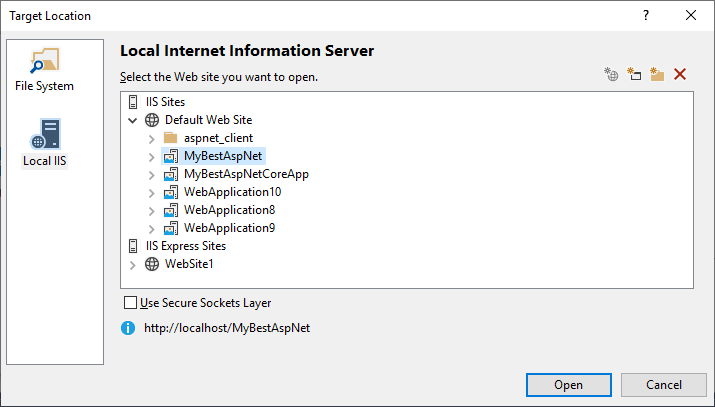 Target Location
File System
Local IIS
Local Internet Information Server
Select the Web site you want to open.
IIS Sites
Default Web Site
aspnet_client
MyBestAspNet
MyBestAspNetCoreApp
WebApplication10
WebApplication8
WebApplication9
IIS Express Sites
WebSite1
Use Secure Sockets Layer
http://localhost/MyBestAspNet
Open
Cancel